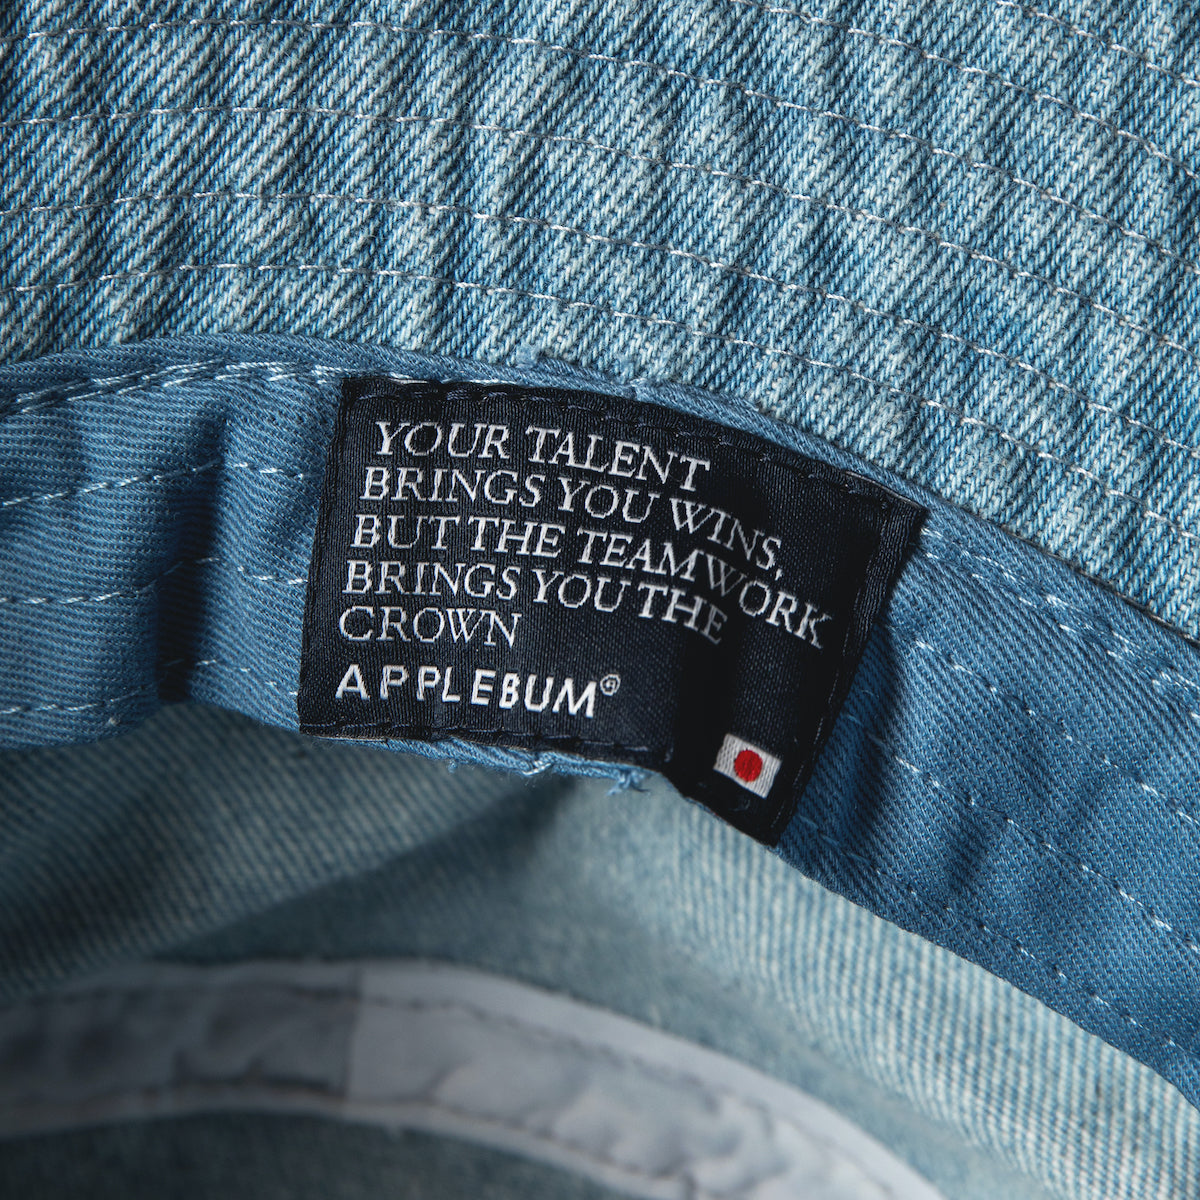 YOUR TALENT
BRINGS YOU WINS,
BUT THE TEAMWORK
BRINGS YOU THE
CROWN
APPLEBUM®